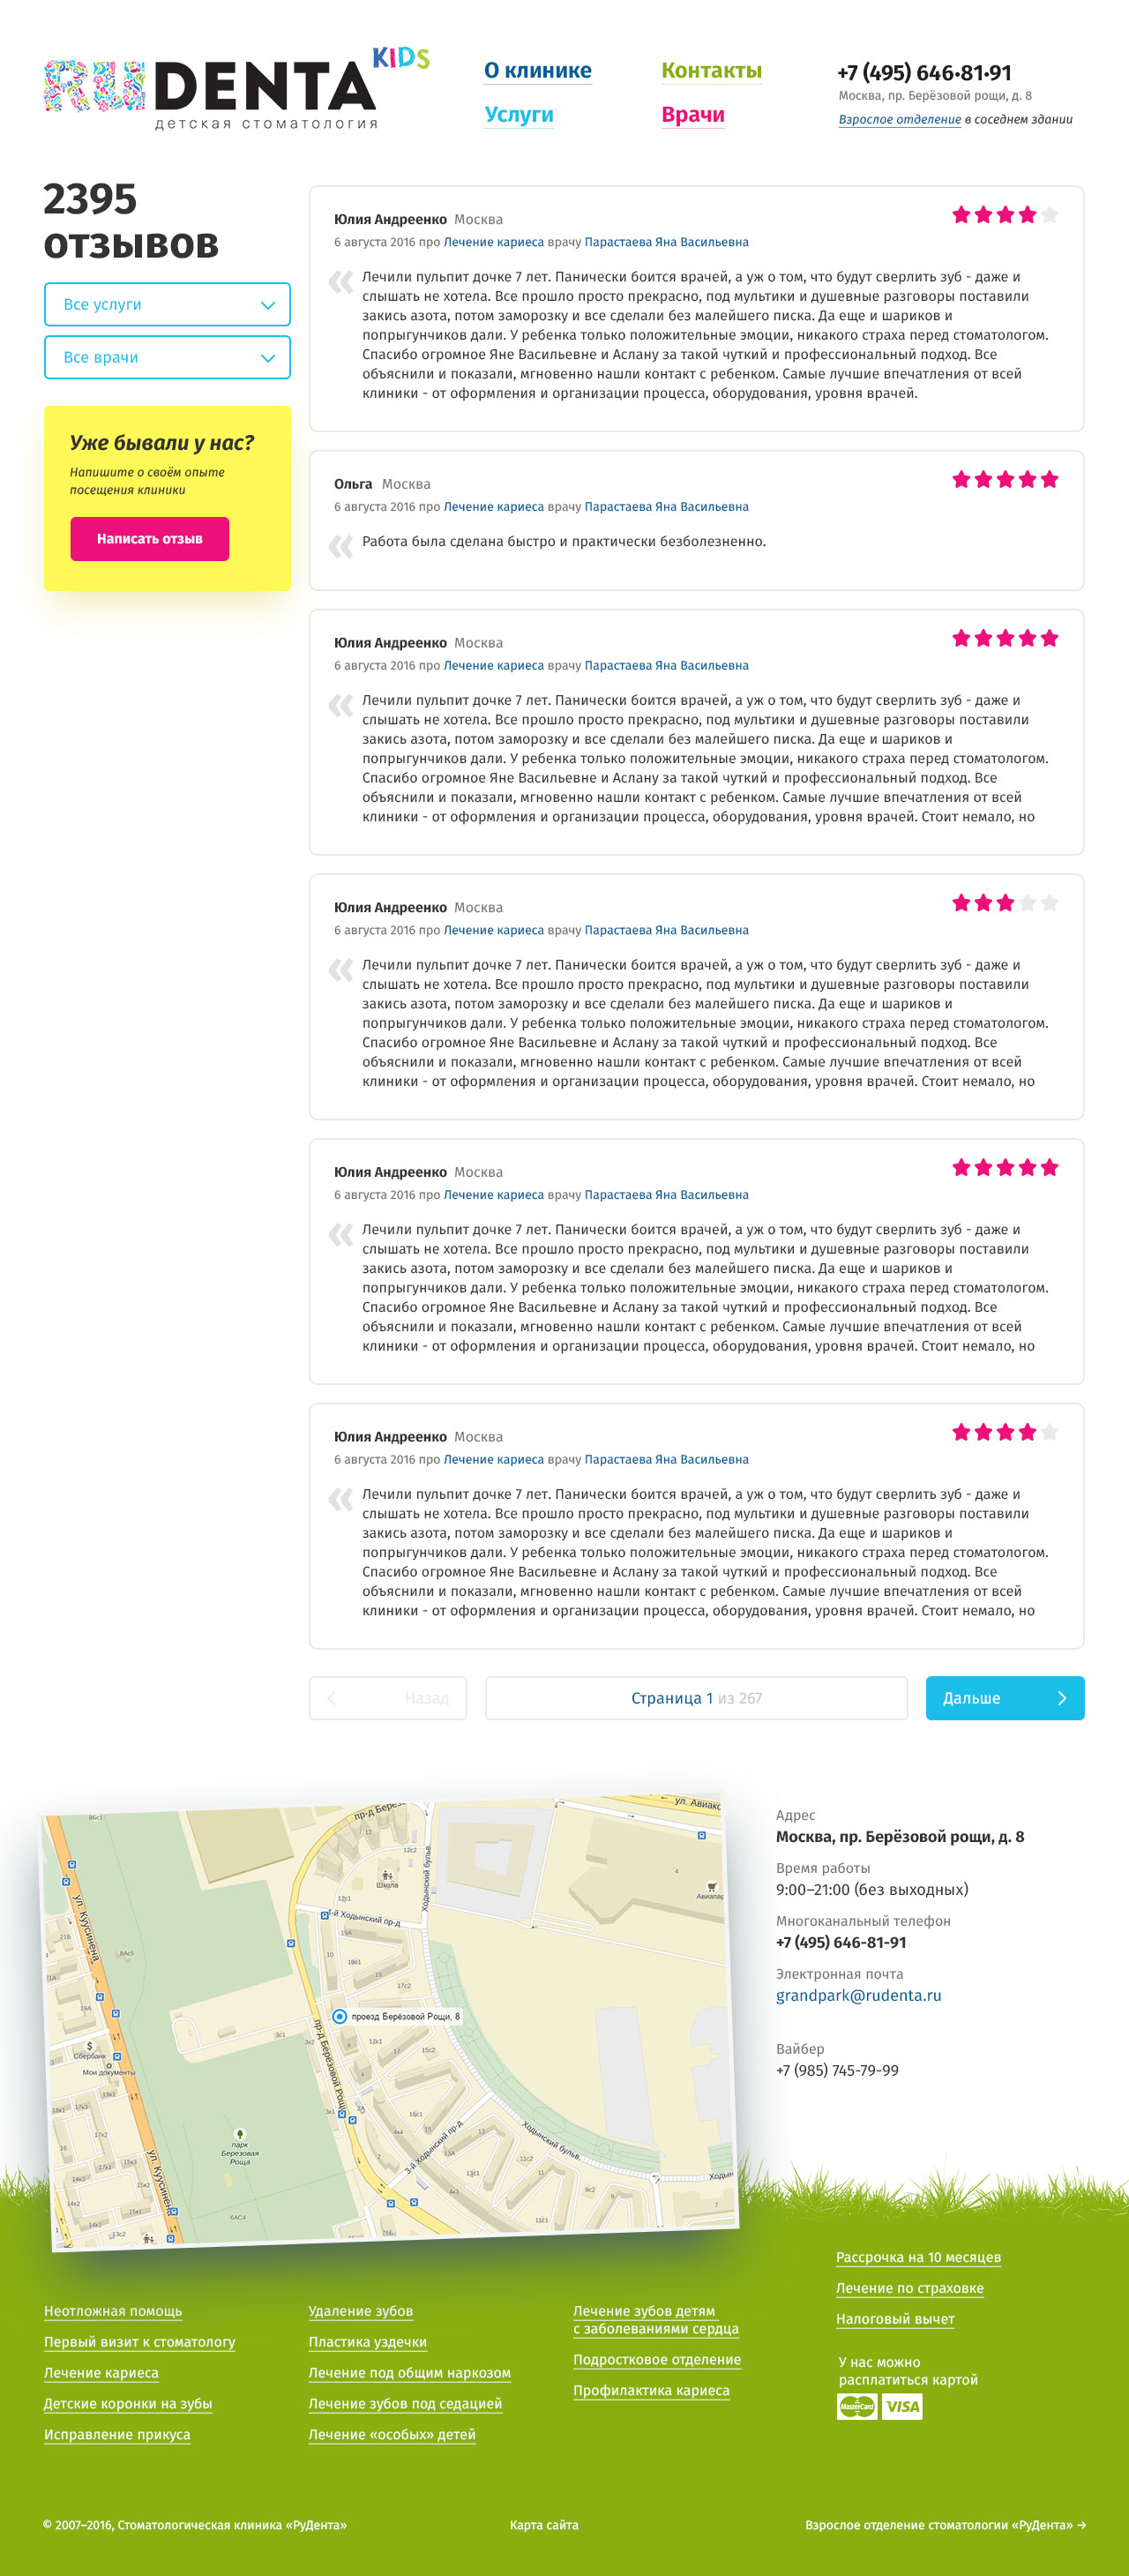 RUDENTA KIDS
детская стоматология
О клинике
Контакты
Услуги
Врачи
+7 (495) 646•81•91
Москва, пр. Берёзовой рощи, д. 8
Взрослое отделение в соседнем здании
2395
отзывов
Все услуги
Все врачи
Уже бывали у нас?
Напишите о своём опыте
посещения клиники
Написать отзыв
Юлия Андреенко Москва
6 августа 2016 про Лечение кариеса врачу Парастаева Яна Васильевна
« Лечили пульпит дочке 7 лет. Панически боится врачей, а уж о том, что будут сверлить зуб - даже и
слышать не хотела. Все прошло просто прекрасно, под мультики и душевные разговоры поставили
закись азота, потом заморозку и все сделали без малейшего писка. Да еще и шариков и
попрыгунчиков дали. У ребенка только положительные эмоции, никакого страха перед стоматологом.
Спасибо огромное Яне Васильевне и Аслану за такой чуткий и профессиональный подход. Все
объяснили и показали, мгновенно нашли контакт с ребенком. Самые лучшие впечатления от всей
клиники - от оформления и организации процесса, оборудования, уровня врачей.
Ольга Москва
6 августа 2016 про Лечение кариеса врачу Парастаева Яна Васильевна
« Работа была сделана быстро и практически безболезненно.
Юлия Андреенко Москва
6 августа 2016 про Лечение кариеса врачу Парастаева Яна Васильевна
« Лечили пульпит дочке 7 лет. Панически боится врачей, а уж о том, что будут сверлить зуб - даже и
слышать не хотела. Все прошло просто прекрасно, под мультики и душевные разговоры поставили
закись азота, потом заморозку и все сделали без малейшего писка. Да еще и шариков и
попрыгунчиков дали. У ребенка только положительные эмоции, никакого страха перед стоматологом.
Спасибо огромное Яне Васильевне и Аслану за такой чуткий и профессиональный подход. Все
объяснили и показали, мгновенно нашли контакт с ребенком. Самые лучшие впечатления от всей
клиники - от оформления и организации процесса, оборудования, уровня врачей. Стоит немало, но
Юлия Андреенко Москва
6 августа 2016 про Лечение кариеса врачу Парастаева Яна Васильевна
« Лечили пульпит дочке 7 лет. Панически боится врачей, а уж о том, что будут сверлить зуб - даже и
слышать не хотела. Все прошло просто прекрасно, под мультики и душевные разговоры поставили
закись азота, потом заморозку и все сделали без малейшего писка. Да еще и шариков и
попрыгунчиков дали. У ребенка только положительные эмоции, никакого страха перед стоматологом.
Спасибо огромное Яне Васильевне и Аслану за такой чуткий и профессиональный подход. Все
объяснили и показали, мгновенно нашли контакт с ребенком. Самые лучшие впечатления от всей
клиники - от оформления и организации процесса, оборудования, уровня врачей. Стоит немало, но
Юлия Андреенко Москва
6 августа 2016 про Лечение кариеса врачу Парастаева Яна Васильевна
« Лечили пульпит дочке 7 лет. Панически боится врачей, а уж о том, что будут сверлить зуб - даже и
слышать не хотела. Все прошло просто прекрасно, под мультики и душевные разговоры поставили
закись азота, потом заморозку и все сделали без малейшего писка. Да еще и шариков и
попрыгунчиков дали. У ребенка только положительные эмоции, никакого страха перед стоматологом.
Спасибо огромное Яне Васильевне и Аслану за такой чуткий и профессиональный подход. Все
объяснили и показали, мгновенно нашли контакт с ребенком. Самые лучшие впечатления от всей
клиники - от оформления и организации процесса, оборудования, уровня врачей. Стоит немало, но
Юлия Андреенко Москва
6 августа 2016 про Лечение кариеса врачу Парастаева Яна Васильевна
« Лечили пульпит дочке 7 лет. Панически боится врачей, а уж о том, что будут сверлить зуб - даже и
слышать не хотела. Все прошло просто прекрасно, под мультики и душевные разговоры поставили
закись азота, потом заморозку и все сделали без малейшего писка. Да еще и шариков и
попрыгунчиков дали. У ребенка только положительные эмоции, никакого страха перед стоматологом.
Спасибо огромное Яне Васильевне и Аслану за такой чуткий и профессиональный подход. Все
объяснили и показали, мгновенно нашли контакт с ребенком. Самые лучшие впечатления от всей
клиники - от оформления и организации процесса, оборудования, уровня врачей. Стоит немало, но
Назад
Страница 1 из 267
Дальше
ул. Куусинена
Школа
4-й Ходынский пр-д
Ходынский бульв.
проезд Берёзовой Рощи, 8
Сбербанк
Мои документы
парк
Березовая
Роща
3-й Ходынский пр-д
Ходынский бульв.
ул. Куусинена
Адрес
Москва, пр. Берёзовой рощи, д. 8
Время работы
9:00–21:00 (без выходных)
Многоканальный телефон
+7 (495) 646-81-91
Электронная почта
grandpark@rudenta.ru
Вайбер
+7 (985) 745-79-99
Неотложная помощь
Первый визит к стоматологу
Лечение кариеса
Детские коронки на зубы
Исправление прикуса
Удаление зубов
Пластика уздечки
Лечение под общим наркозом
Лечение зубов под седацией
Лечение «особых» детей
Лечение зубов детям
с заболеваниями сердца
Подростковое отделение
Профилактика кариеса
Рассрочка на 10 месяцев
Лечение по страховке
Налоговый вычет
У нас можно
расплатиться картой
MasterCard VISA
© 2007–2016, Стоматологическая клиника «РуДента»
Карта сайта
Взрослое отделение стоматологии «РуДента» →